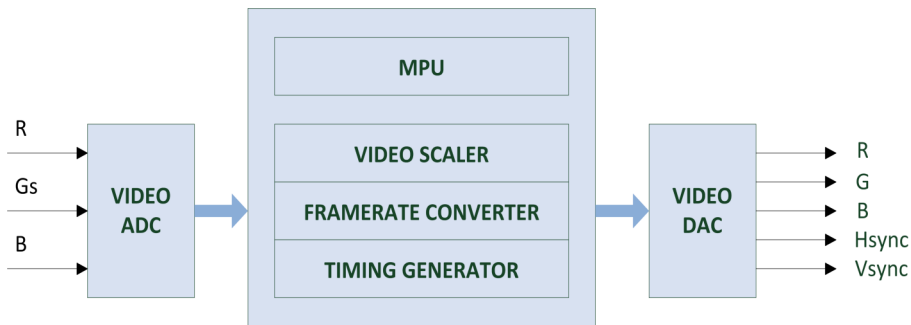 R
Gs
B
VIDEO
ADC
MPU
VIDEO SCALER
FRAMERATE CONVERTER
TIMING GENERATOR
VIDEO
DAC
R
G
B
Hsync
Vsync